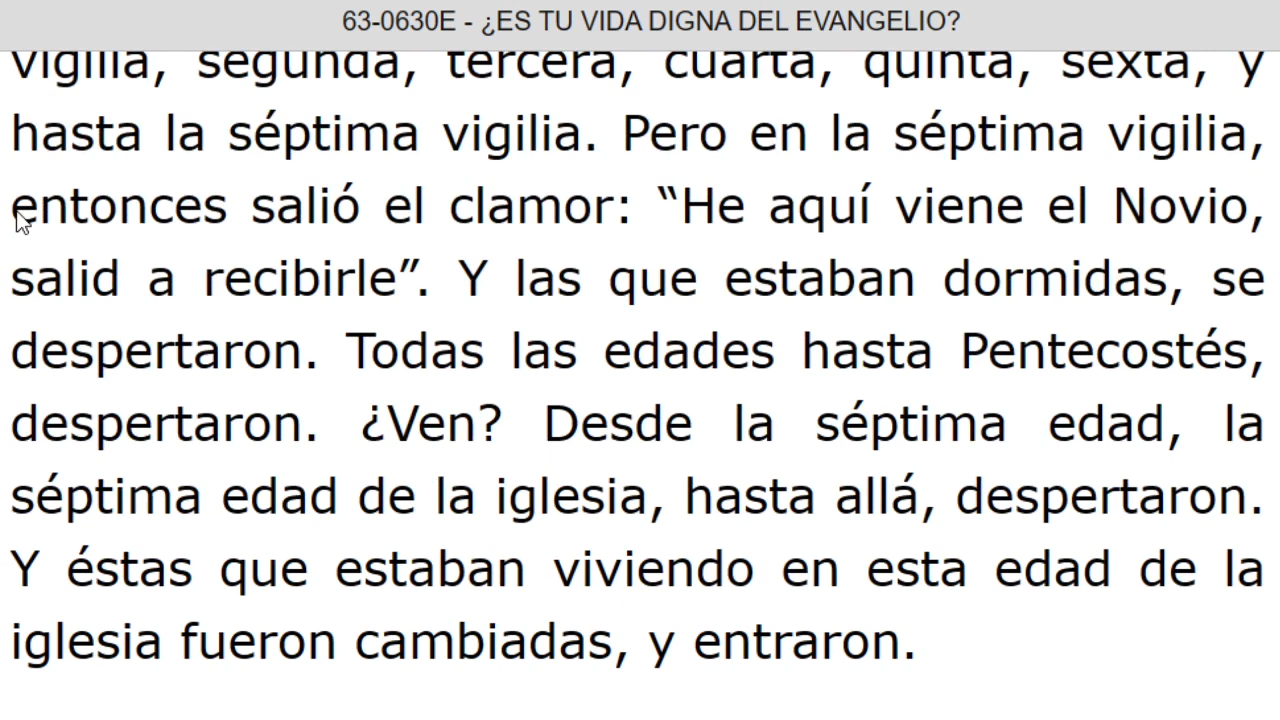 63-0630E - ¿ES TU VIDA DIGNA DEL EVANGELIO?
vigilia, segunda, tercera, cuarta, quinta, sexta, y
hasta la séptima vigilia. Pero en la séptima vigilia,
entonces salió el clamor: “He aquí viene el Novio,
salid a recibirle”. Y las que estaban dormidas, se
despertaron. Todas las edades hasta Pentecostés,
despertaron. ¿Ven? Desde la séptima edad, la
séptima edad de la iglesia, hasta allá, despertaron.
Y éstas que estaban viviendo en esta edad de la
iglesia fueron cambiadas, y entraron.